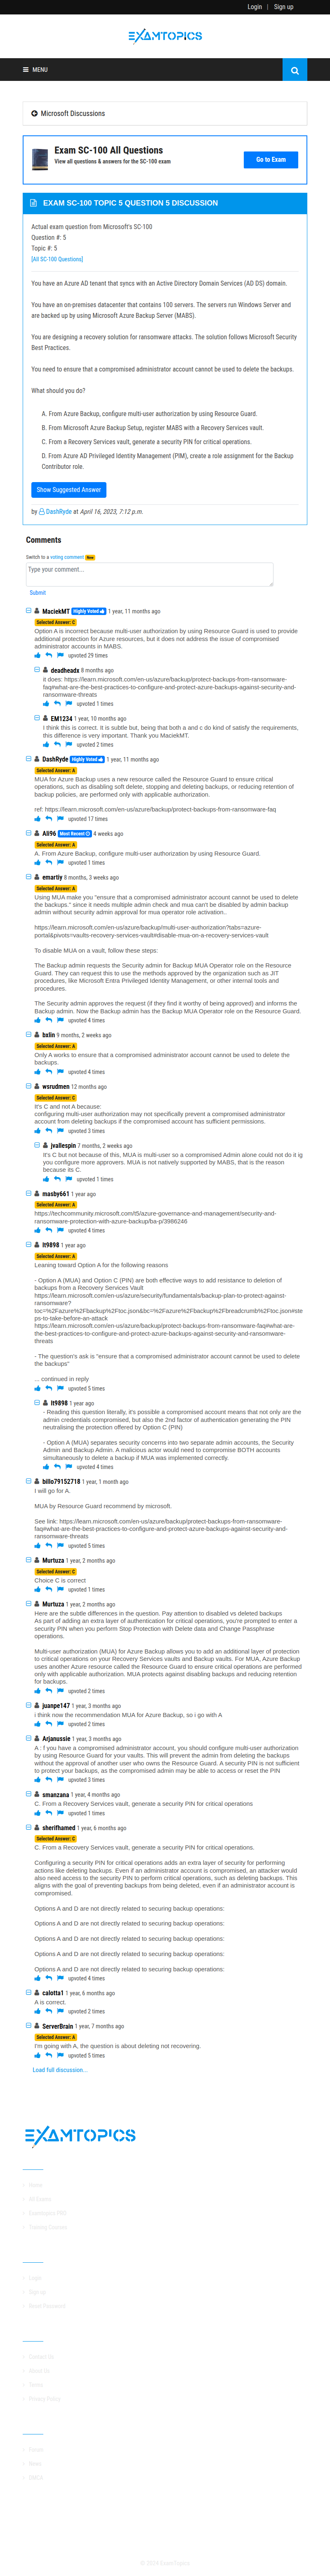 Login | Sign up
EXAMTOPICS
MENU
Microsoft Discussions
Exam SC-100 All Questions
View all questions & answers for the SC-100 exam
Go to Exam
EXAM SC-100 TOPIC 5 QUESTION 5 DISCUSSION
Actual exam question from Microsoft's SC-100
Question #: 5
Topic #: 5
[All SC-100 Questions]
You have an Azure AD tenant that syncs with an Active Directory Domain Services (AD DS) domain.
You have an on-premises datacenter that contains 100 servers. The servers run Windows Server and
are backed up by using Microsoft Azure Backup Server (MABS).
You are designing a recovery solution for ransomware attacks. The solution follows Microsoft Security
Best Practices.
You need to ensure that a compromised administrator account cannot be used to delete the backups.
What should you do?
A. From Azure Backup, configure multi-user authorization by using Resource Guard.
B. From Microsoft Azure Backup Setup, register MABS with a Recovery Services vault.
C. From a Recovery Services vault, generate a security PIN for critical operations.
D. From Azure AD Privileged Identity Management (PIM), create a role assignment for the Backup
Contributor role.
Show Suggested Answer
by DashRyde at April 16, 2023, 7:12 p.m.
Comments
Switch to a voting comment New
Type your comment...
Submit
MaciekMT Highly Voted 1 year, 11 months ago
Selected Answer: C
Option A is incorrect because multi-user authorization by using Resource Guard is used to provide
additional protection for Azure resources, but it does not address the issue of compromised
administrator accounts in MABS.
upvoted 29 times
deadheadx 8 months ago
it does: https://learn.microsoft.com/en-us/azure/backup/protect-backups-from-ransomware-
faq#what-are-the-best-practices-to-configure-and-protect-azure-backups-against-security-and-
ransomware-threats
upvoted 1 times
EM1234 1 year, 10 months ago
I think this is correct. It is subtle but, being that both a and c do kind of satisfy the requirements,
this difference is very important. Thank you MaciekMT.
upvoted 2 times
DashRyde Highly Voted 1 year, 11 months ago
Selected Answer: A
MUA for Azure Backup uses a new resource called the Resource Guard to ensure critical
operations, such as disabling soft delete, stopping and deleting backups, or reducing retention of
backup policies, are performed only with applicable authorization.
ref: https://learn.microsoft.com/en-us/azure/backup/protect-backups-from-ransomware-faq
upvoted 17 times
Ali96 Most Recent 4 weeks ago
Selected Answer: A
A. From Azure Backup, configure multi-user authorization by using Resource Guard.
upvoted 1 times
emartiy 8 months, 3 weeks ago
Selected Answer: A
Using MUA make you "ensure that a compromised administrator account cannot be used to delete
the backups." since it needs multiple admin check and mua can't be disabled by admin backup
admin without security admin approval for mua operator role activation..
https://learn.microsoft.com/en-us/azure/backup/multi-user-authorization?tabs=azure-
portal&pivots=vaults-recovery-services-vault#disable-mua-on-a-recovery-services-vault
To disable MUA on a vault, follow these steps:
The Backup admin requests the Security admin for Backup MUA Operator role on the Resource
Guard. They can request this to use the methods approved by the organization such as JIT
procedures, like Microsoft Entra Privileged Identity Management, or other internal tools and
procedures.
The Security admin approves the request (if they find it worthy of being approved) and informs the
Backup admin. Now the Backup admin has the Backup MUA Operator role on the Resource Guard.
upvoted 4 times
bxlin 9 months, 2 weeks ago
Selected Answer: A
Only A works to ensure that a compromised administrator account cannot be used to delete the
backups..
upvoted 4 times
wsrudmen 12 months ago
Selected Answer: C
It's C and not A because:
configuring multi-user authorization may not specifically prevent a compromised administrator
account from deleting backups if the compromised account has sufficient permissions.
upvoted 3 times
jvallespin 7 months, 2 weeks ago
It's C but not because of this, MUA is multi-user so a compromised Admin alone could not do it ig
you configure more approvers. MUA is not natively supported by MABS, that is the reason
because its C.
upvoted 1 times
masby661 1 year ago
Selected Answer: A
https://techcommunity.microsoft.com/t5/azure-governance-and-management/security-and-
ransomware-protection-with-azure-backup/ba-p/3986246
upvoted 4 times
lt9898 1 year ago
Selected Answer: A
Leaning toward Option A for the following reasons
- Option A (MUA) and Option C (PIN) are both effective ways to add resistance to deletion of
backups from a Recovery Services vault
https://learn.microsoft.com/en-us/azure/security/fundamentals/backup-plan-to-protect-against-
ransomware?
toc=%2Fazure%2Fbackup%2Ftoc.json&bc=%2Fazure%2Fbackup%2Fbreadcrumb%2Ftoc.json#ste
ps-to-take-before-an-attack
https://learn.microsoft.com/en-us/azure/backup/protect-backups-from-ransomware-faq#what-are-
the-best-practices-to-configure-and-protect-azure-backups-against-security-and-ransomware-
threats
- The question's ask is "ensure that a compromised administrator account cannot be used to delete
the backups"
... continued in reply
upvoted 5 times
lt9898 1 year ago
- Reading this question literally, it's possible a compromised account means that not only are the
admins credentials compromised, but also the 2nd factor of authentication generating the PIN
neutralising the protection offered by Option C (PIN)
- Option A (MUA) separates security concerns into two separate admin accounts, the Security
Admin and Backup Admin. A malicious actor would need to compromise BOTH accounts
simultaneously to delete a backup if MUA was implemented correctly.
upvoted 4 times
billo79152718 1 year, 1 month ago
I will go for A.
MUA by Resource Guard recommend by microsoft.
See link: https://learn.microsoft.com/en-us/azure/backup/protect-backups-from-ransomware-
faq#what-are-the-best-practices-to-configure-and-protect-azure-backups-against-security-and-
ransomware-threats
upvoted 5 times
Murtuza 1 year, 2 months ago
Selected Answer: C
Choice C is correct
upvoted 1 times
Murtuza 1 year, 2 months ago
Here are the subtle differences in the question. Pay attention to disabled vs deleted backups
As part of adding an extra layer of authentication for critical operations, you're prompted to enter a
security PIN when you perform Stop Protection with Delete data and Change Passphrase
operations.
Multi-user authorization (MUA) for Azure Backup allows you to add an additional layer of protection
to critical operations on your Recovery Services vaults and Backup vaults. For MUA, Azure Backup
uses another Azure resource called the Resource Guard to ensure critical operations are performed
only with applicable authorization. MUA protects against disabling backups and reducing retention
for backups.
upvoted 2 times
juanpe147 1 year, 3 months ago
i think now the recommendation MUA for Azure Backup, so i go with A
upvoted 2 times
Arjanussie 1 year, 3 months ago
A : f you have a compromised administrator account, you should configure multi-user authorization
by using Resource Guard for your vaults. This will prevent the admin from deleting the backups
without the approval of another user who owns the Resource Guard. A security PIN is not sufficient
to protect your backups, as the compromised admin may be able to access or reset the PIN
upvoted 3 times
smanzana 1 year, 4 months ago
C. From a Recovery Services vault, generate a security PIN for critical operations
upvoted 1 times
sherifhamed 1 year, 6 months ago
Selected Answer: C
C. From a Recovery Services vault, generate a security PIN for critical operations.
Configuring a security PIN for critical operations adds an extra layer of security for performing
actions like deleting backups. Even if an administrator account is compromised, an attacker would
also need access to the security PIN to perform critical operations, such as deleting backups. This
aligns with the goal of preventing backups from being deleted, even if an administrator account is
compromised.
Options A and D are not directly related to securing backup operations:
Options A and D are not directly related to securing backup operations:
Options A and D are not directly related to securing backup operations:
Options A and D are not directly related to securing backup operations:
Options A and D are not directly related to securing backup operations:
upvoted 4 times
calotta1 1 year, 6 months ago
A is correct.
upvoted 2 times
ServerBrain 1 year, 7 months ago
Selected Answer: A
I'm going with A, the question is about deleting not recovering.
upvoted 5 times
Load full discussion...
EXAMTOPICS
Home
All Exams
Examtopics PRO
Training Courses
Login
Sign up
Reset Password
Contact Us
About Us
Terms
Privacy Policy
Forum
News
DMCA
© 2024 ExamTopics